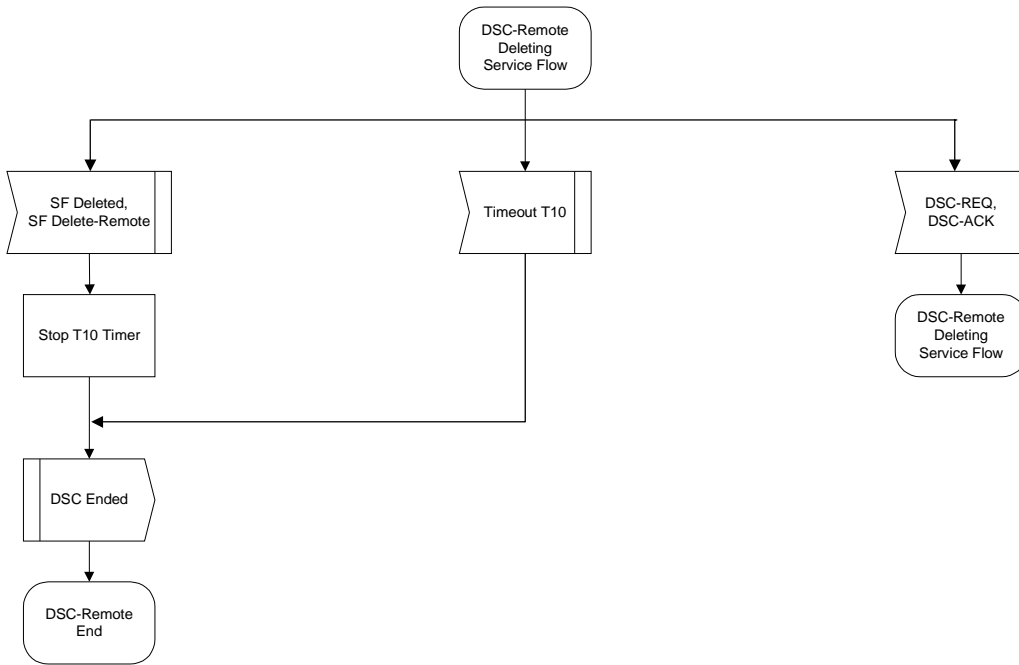 DSC-Remote
Deleting
Service Flow
SF Deleted,
SF Delete-Remote
Timeout T10
DSC-REQ,
DSC-ACK
Stop T10 Timer
DSC-Remote
Deleting
Service Flow
DSC Ended
DSC-Remote
End